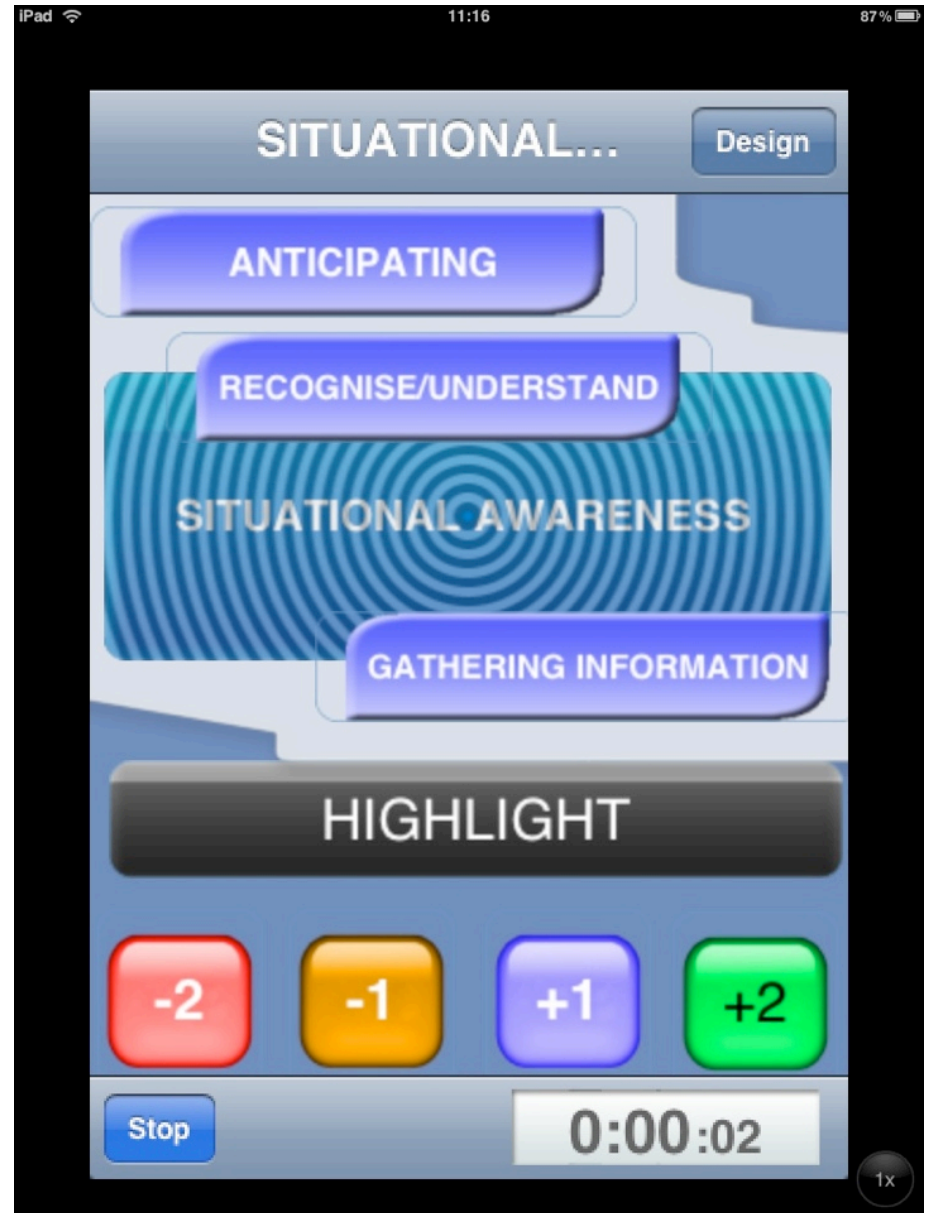 iPad 11:16 87%
SITUATIONAL... Design
ANTICIPATING
RECOGNISE/UNDERSTAND
SITUATIONAL AWARENESS
GATHERING INFORMATION
HIGHLIGHT
-2 -1 +1 +2
Stop 0:00:02
1x